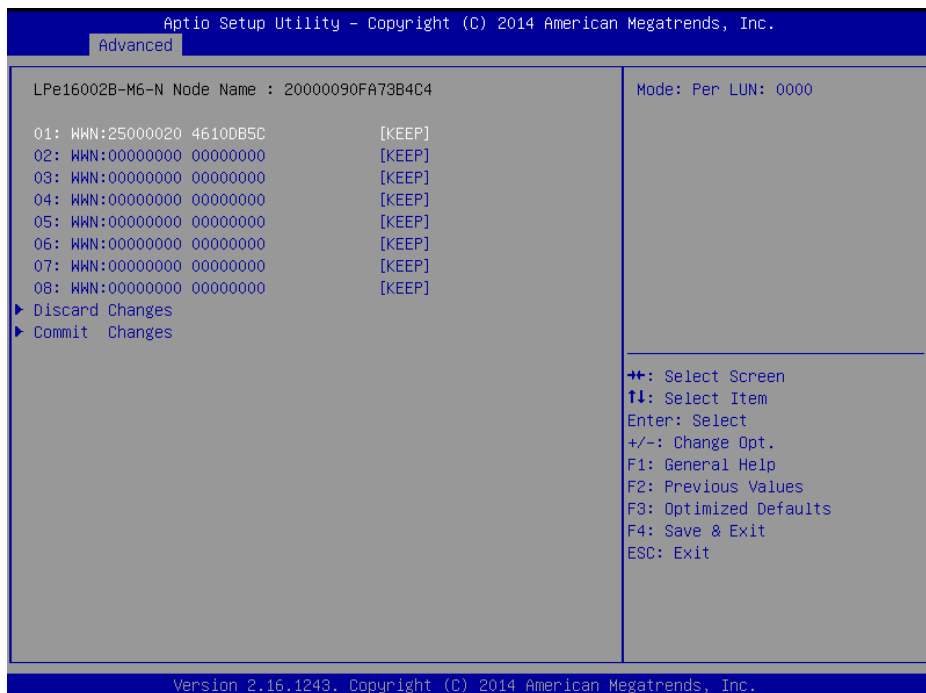 Aptio Setup Utility – Copyright (C) 2014 American Megatrends, Inc.
Advanced
LPe16002B-M6-N Node Name : 20000090FA73B4C4
01: WWN:25000020 4610DB5C [KEEP]
02: WWN:00000000 00000000 [KEEP]
03: WWN:00000000 00000000 [KEEP]
04: WWN:00000000 00000000 [KEEP]
05: WWN:00000000 00000000 [KEEP]
06: WWN:00000000 00000000 [KEEP]
07: WWN:00000000 00000000 [KEEP]
08: WWN:00000000 00000000 [KEEP]
Discard Changes
Commit Changes
Mode: Per LUN: 0000
→←: Select Screen
↑↓: Select Item
Enter: Select
+/-: Change Opt.
F1: General Help
F2: Previous Values
F3: Optimized Defaults
F4: Save & Exit
ESC: Exit
Version 2.16.1243. Copyright (C) 2014 American Megatrends, Inc.